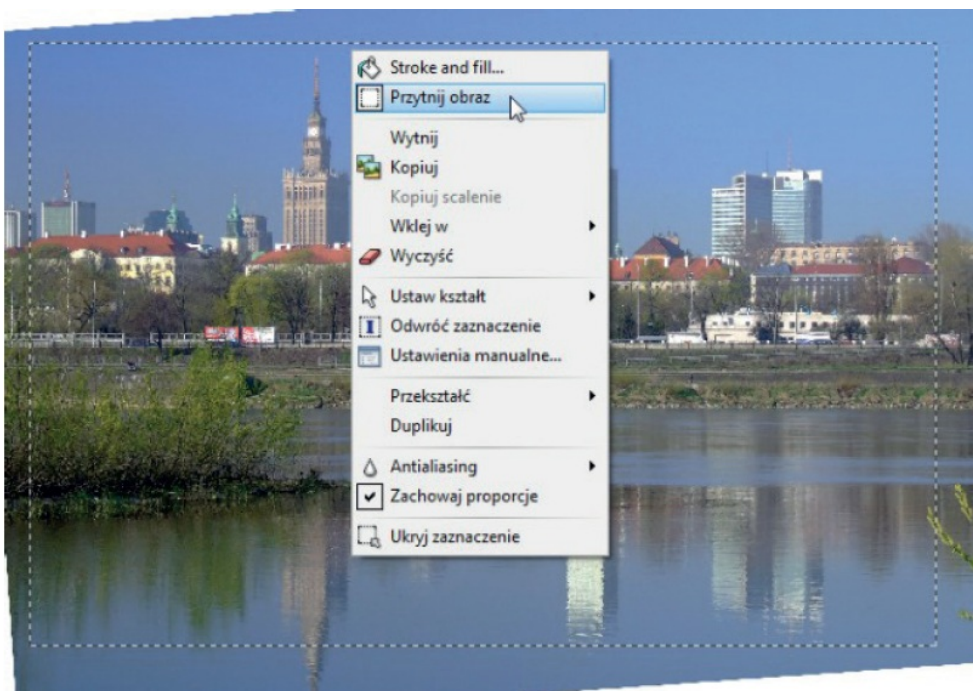 Stroke and fill...
Przytnij obraz
Wytnij
Kopiuj
Kopiuj scalenie
Wklej w
Wyczyść
Ustaw kształt
Odwróć zaznaczenie
Ustawienia manualne...
Przekształć
Duplikuj
Antialiasing
Zachowaj proporcje
Ukryj zaznaczenie